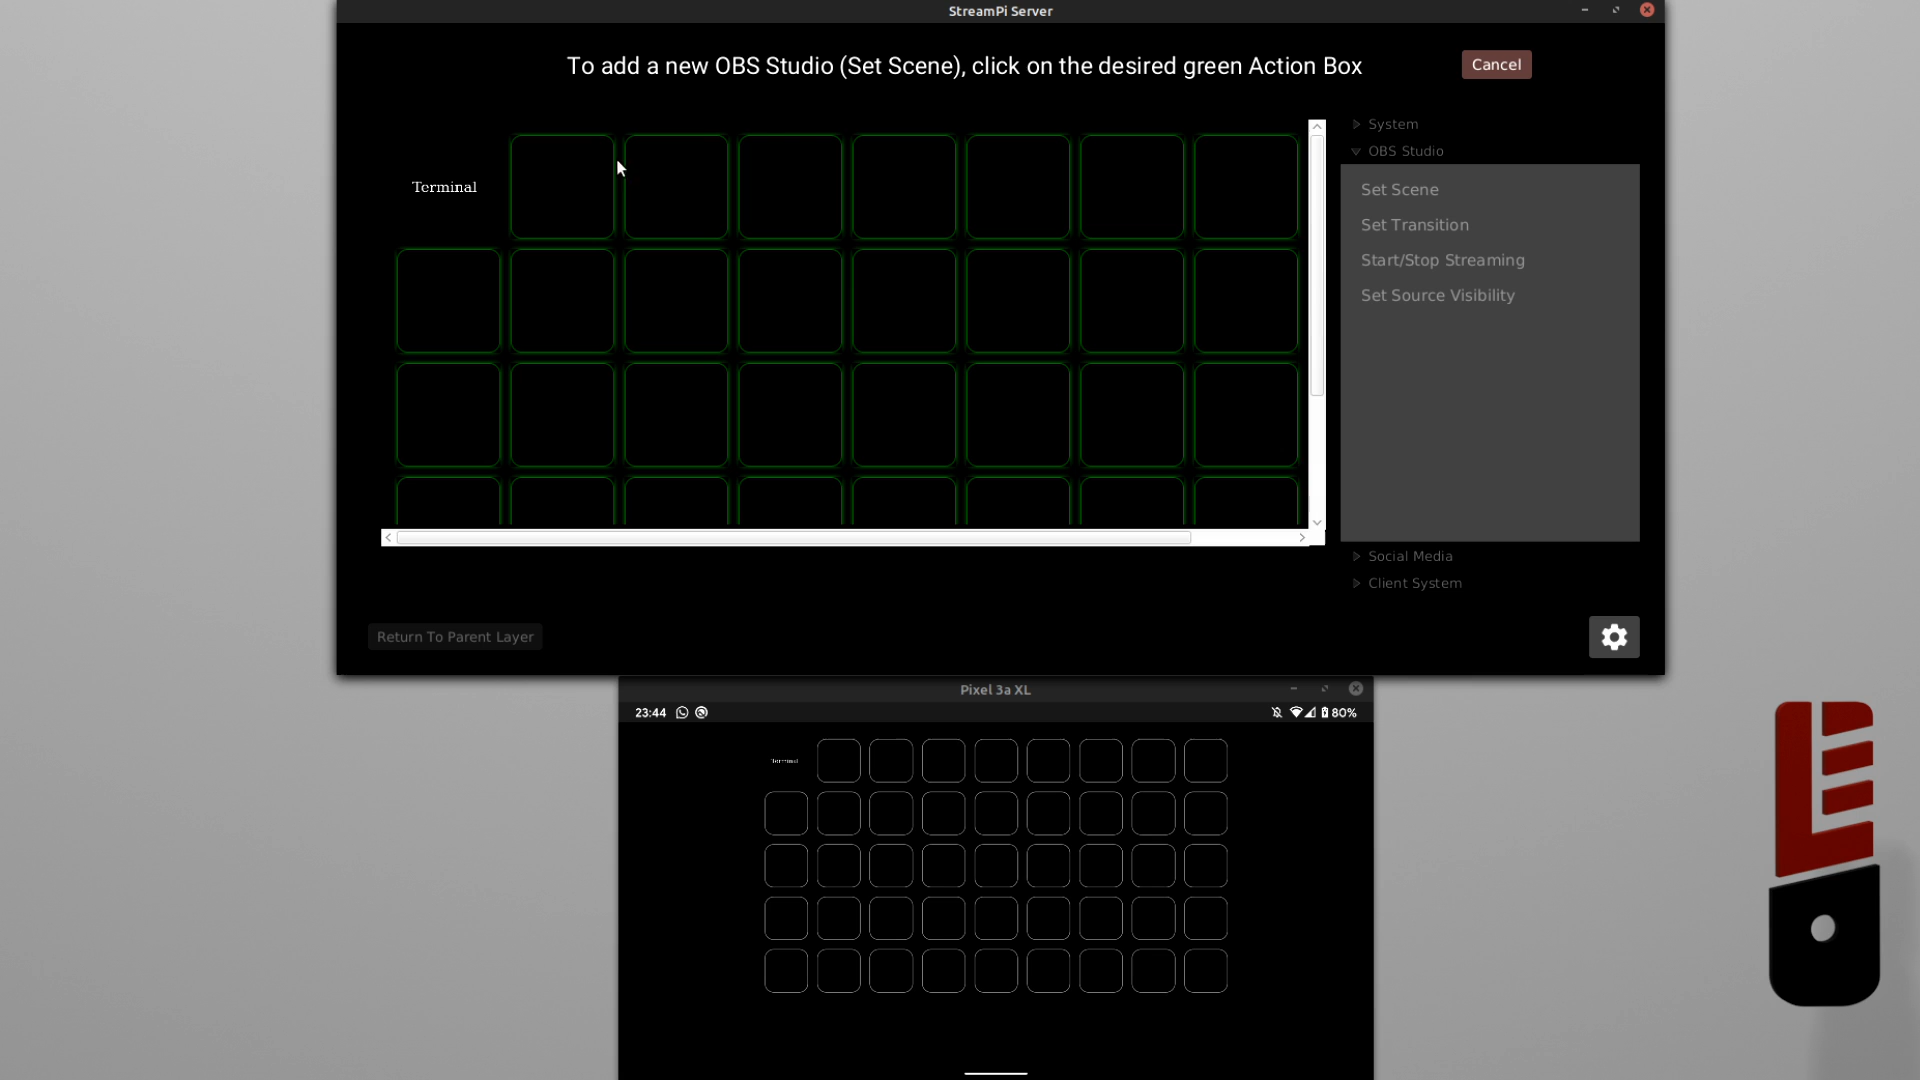 StreamPi Server
To add a new OBS Studio (Set Scene), click on the desired green Action Box
Cancel
System
OBS Studio
Terminal
Set Scene
Set Transition
Start/Stop Streaming
Set Source Visibility
Social Media
Client System
Return To Parent Layer
Pixel 3a XL
23:44
80%
Terminal